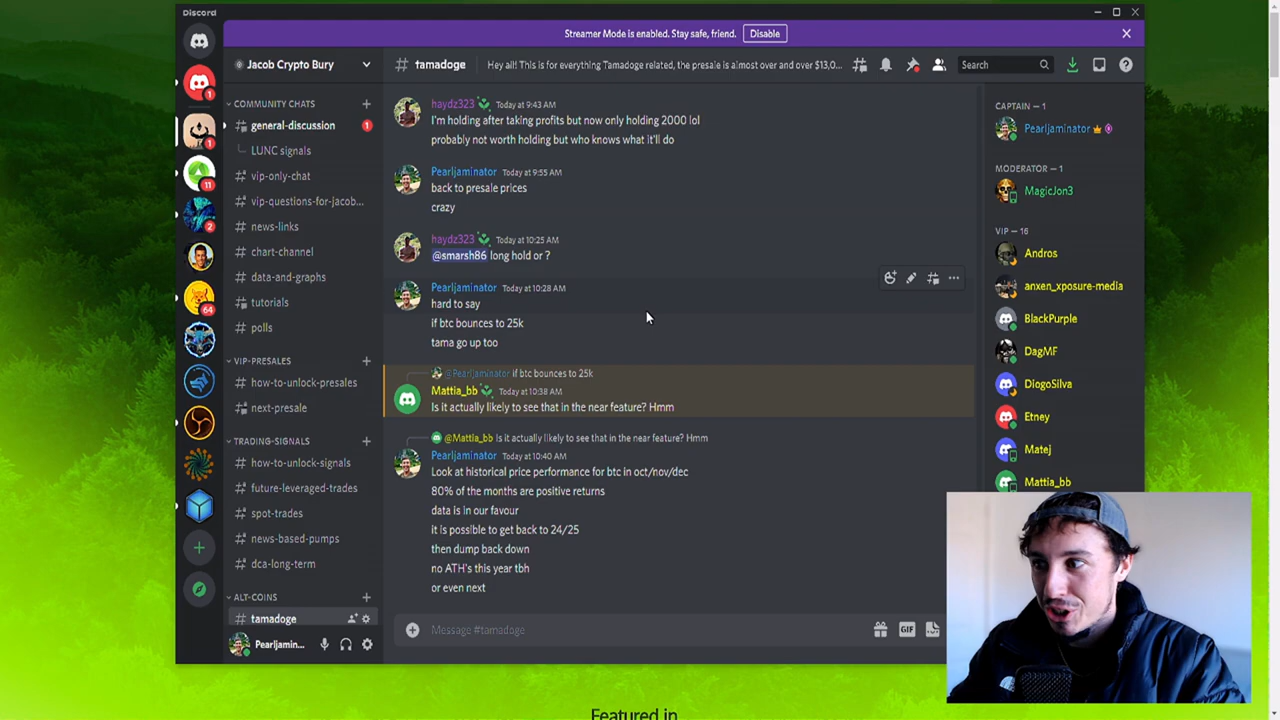 Discord
Streamer Mode is enabled. Stay safe, friend. Disable
Jacob Crypto Bury
# tamadoge Hey all! This is for everything Tamadoge related, the presale is almost over and over $13,0... Search
COMMUNITY CHATS
general-discussion 1
LUNC signals
vip-only-chat
vip-questions-for-jacob...
news-links
chart-channel
data-and-graphs
tutorials
polls
VIP-PRESALES
how-to-unlock-presales
next-presale
TRADING-SIGNALS
how-to-unlock-signals
future-leveraged-trades
spot-trades
news-based-pumps
dca-long-term
ALT-COINS
tamadoge
Pearljamin...
1
1
11
2
64
haydz323 Today at 9:43 AM
I'm holding after taking profits but now only holding 2000 lol
probably not worth holding but who knows what it'll do
Pearljaminator Today at 9:55 AM
back to presale prices
crazy
haydz323 Today at 10:25 AM
@smarsh86 long hold or ?
Pearljaminator Today at 10:28 AM
hard to say
if btc bounces to 25k
tama go up too
@Pearljaminator if btc bounces to 25k
Mattia_bb Today at 10:38 AM
Is it actually likely to see that in the near feature? Hmm
@Mattia_bb Is it actually likely to see that in the near feature? Hmm
Pearljaminator Today at 10:40 AM
Look at historical price performance for btc in oct/nov/dec
80% of the months are positive returns
data is in our favour
it is possible to get back to 24/25
then dump back down
no ATH's this year tbh
or even next
Message #tamadoge
GIF
CAPTAIN — 1
Pearljaminator
MODERATOR — 1
MagicJon3
VIP — 16
Andros
anxen_xposure-media
BlackPurple
DagMF
DiogoSilva
Etney
Matej
Mattia_bb
Featured in